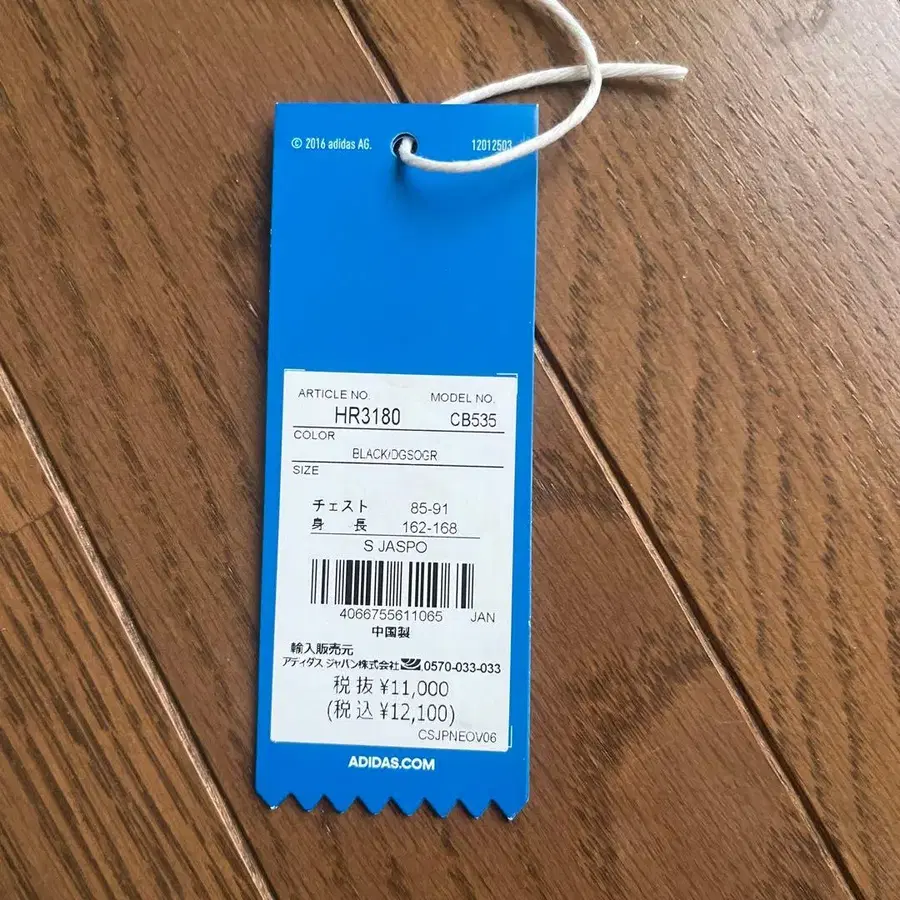 © 2016 adidas AG. 12012503
ARTICLE NO. MODEL NO.
HR3180 CB535
COLOR
BLACK/DGSOGR
SIZE
チェスト 85-91
身 長 162-168
S JASPO
4066755611065 JAN
中国製
輸入販売元
アディダス ジャパン株式会社 0570-033-033
税抜 ¥11,000
(税込 ¥12,100)
CSJPNEOV06
ADIDAS.COM